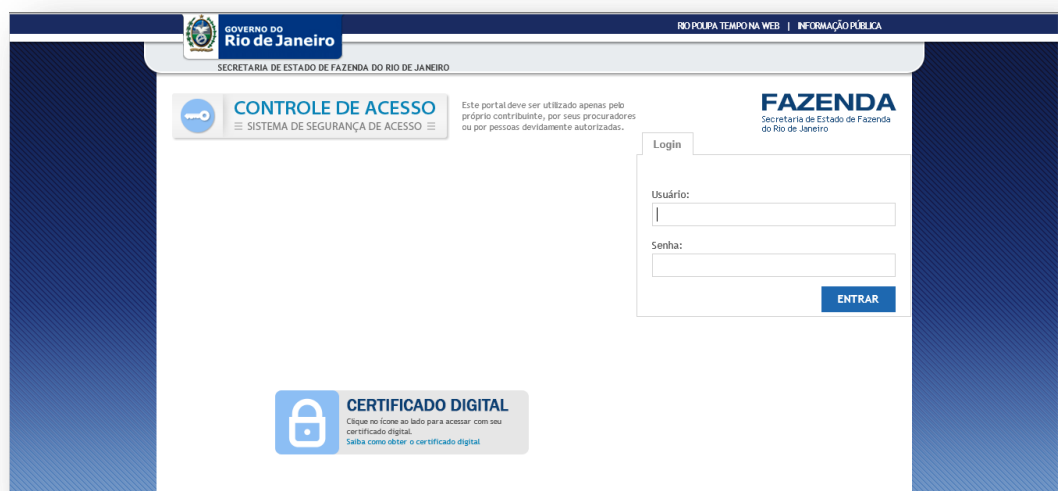 GOVERNO DO
Rio de Janeiro
RIO POUPA TEMPO NA WEB | INFORMAÇÃO PÚBLICA
SECRETARIA DE ESTADO DE FAZENDA DO RIO DE JANEIRO
CONTROLE DE ACESSO
SISTEMA DE SEGURANÇA DE ACESSO
Este portal deve ser utilizado apenas pelo
próprio contribuinte, por seus procuradores
ou por pessoas devidamente autorizadas.
FAZENDA
Secretaria de Estado de Fazenda
do Rio de Janeiro
Login
Usuário:
Senha:
ENTRAR
CERTIFICADO DIGITAL
Clique no ícone ao lado para acessar com seu
certificado digital.
Saiba como obter o certificado digital